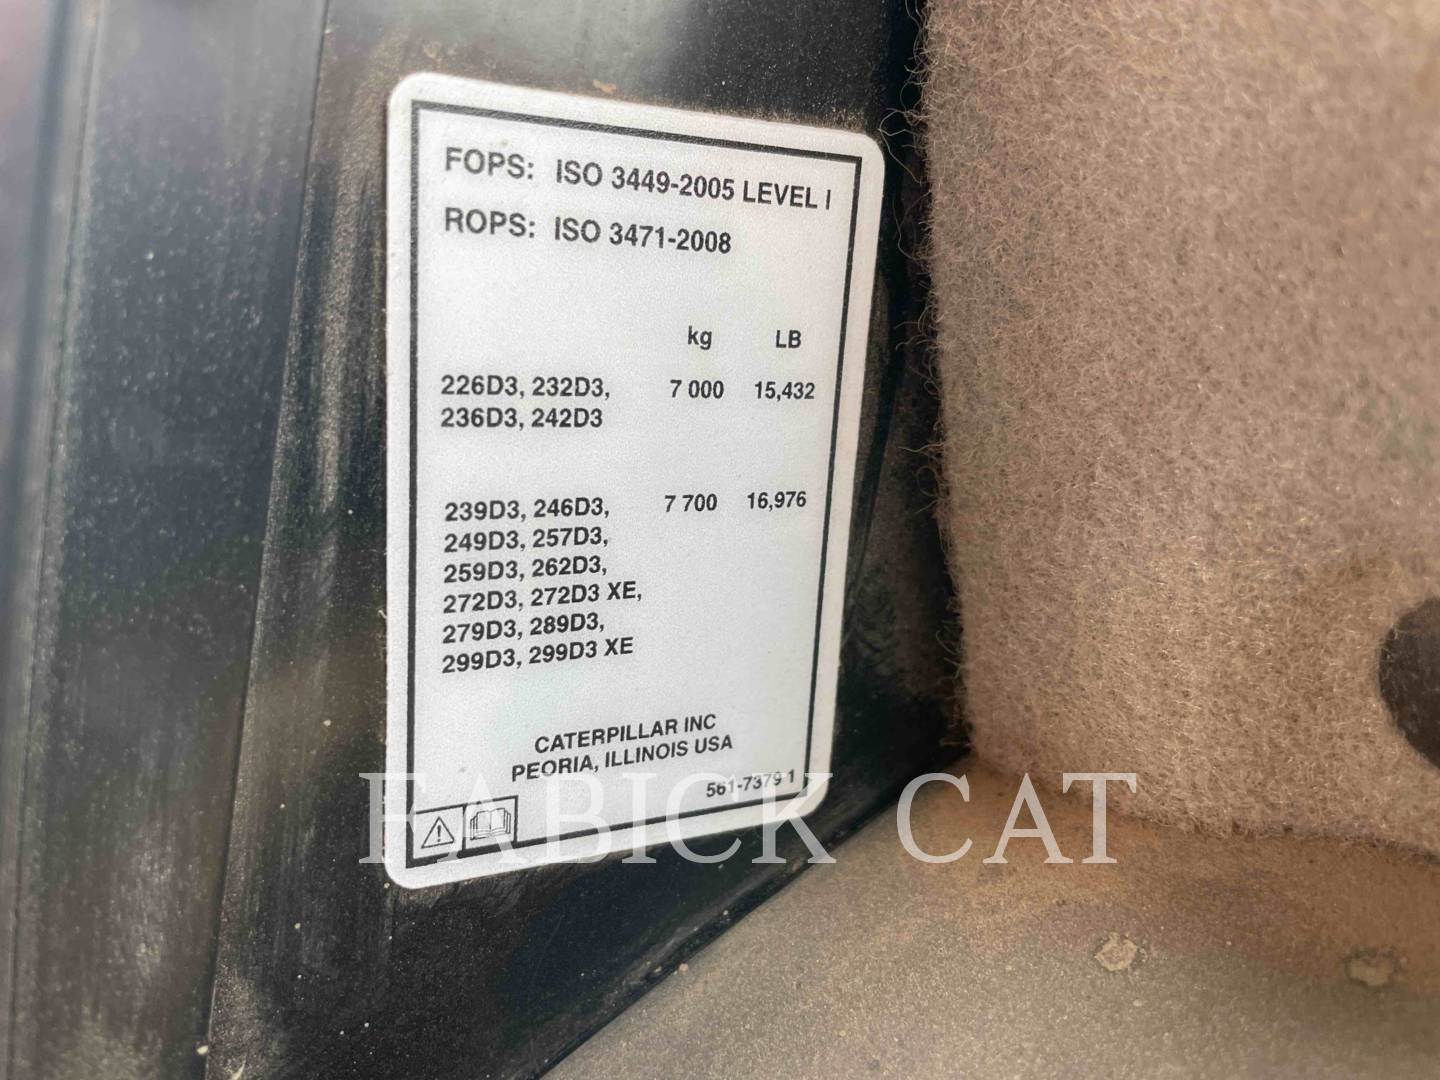 FOPS: ISO 3449-2005 LEVEL I
ROPS: ISO 3471-2008
kg LB
226D3, 232D3, 7 000 15,432
236D3, 242D3
239D3, 246D3, 7 700 16,976
249D3, 257D3,
259D3, 262D3,
272D3, 272D3 XE,
279D3, 289D3,
299D3, 299D3 XE
CATERPILLAR INC
PEORIA, ILLINOIS USA
561-7379 1
FABICK CAT